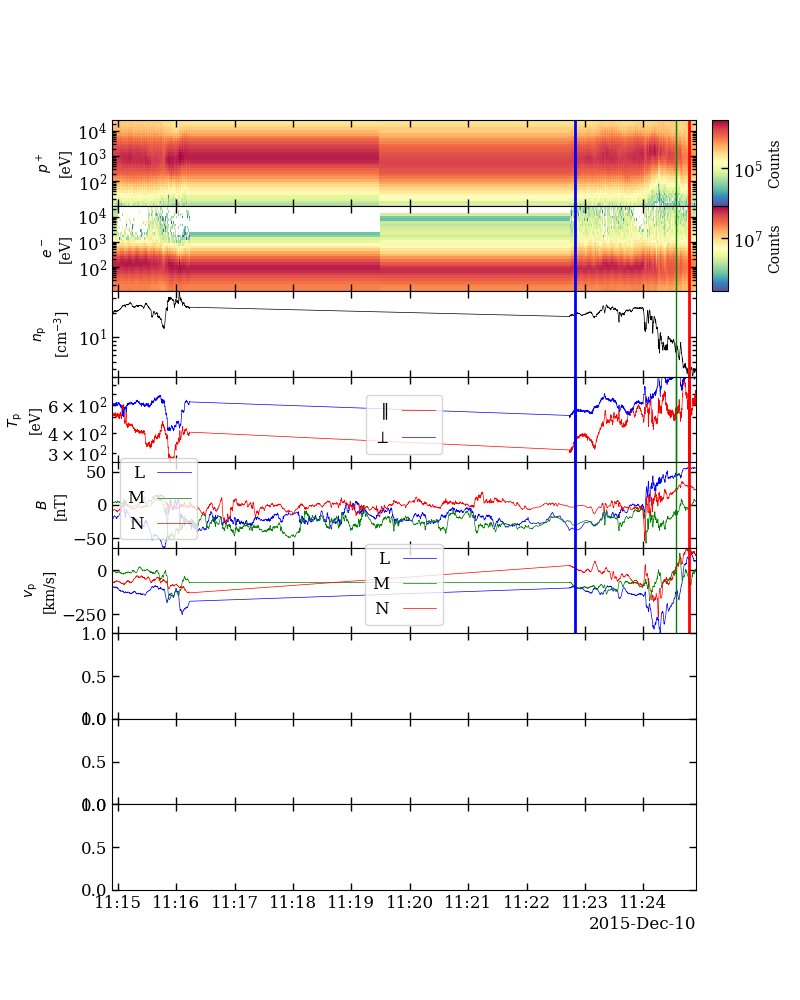 10⁴
10³
10²
p⁺
[eV]
10⁵
Counts
10⁴
10³
10²
e⁻
[eV]
10⁷
Counts
10¹
nₚ
[cm⁻³]
6 × 10²
4 × 10²
3 × 10²
Tₚ
[eV]
∥
⊥
50
0
−50
B
[nT]
L
M
N
0
−250
vₚ
[km/s]
L
M
N
1.0
0.5
0.0
1.0
0.5
0.0
1.0
0.5
0.0
11:15 11:16 11:17 11:18 11:19 11:20 11:21 11:22 11:23 11:24
2015-Dec-10